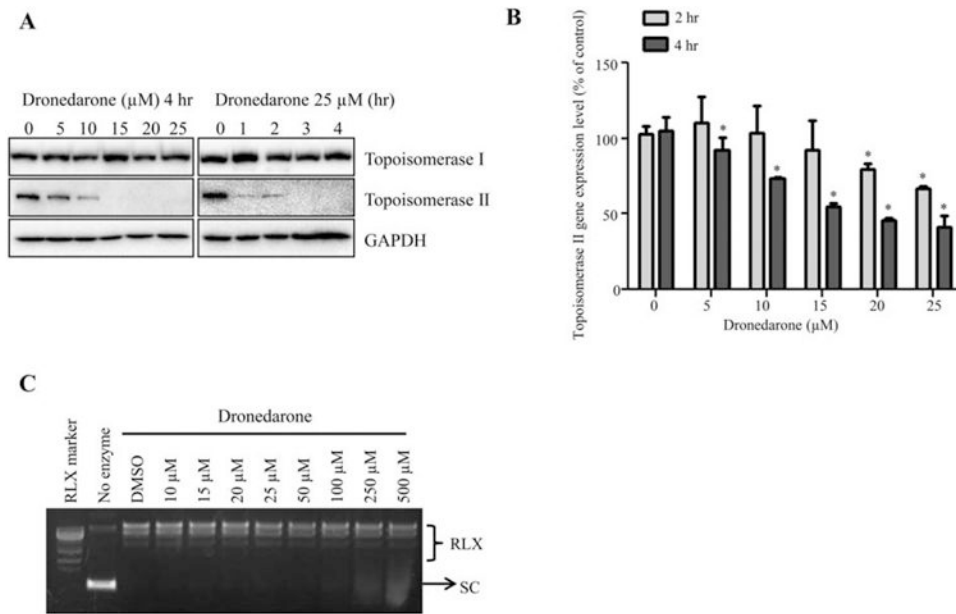 A
Dronedarone (µM) 4 hr
Dronedarone 25 µM (hr)
0 5 10 15 20 25
0 1 2 3 4
Topoisomerase I
Topoisomerase II
GAPDH
B
2 hr
4 hr
Topoisomerase II gene expression level (% of control)
150
100
50
0
* * * * * * *
0 5 10 15 20 25
Dronedarone (µM)
C
Dronedarone
RLX marker
No enzyme
DMSO
10 µM
15 µM
20 µM
25 µM
50 µM
100 µM
250 µM
500 µM
RLX
SC